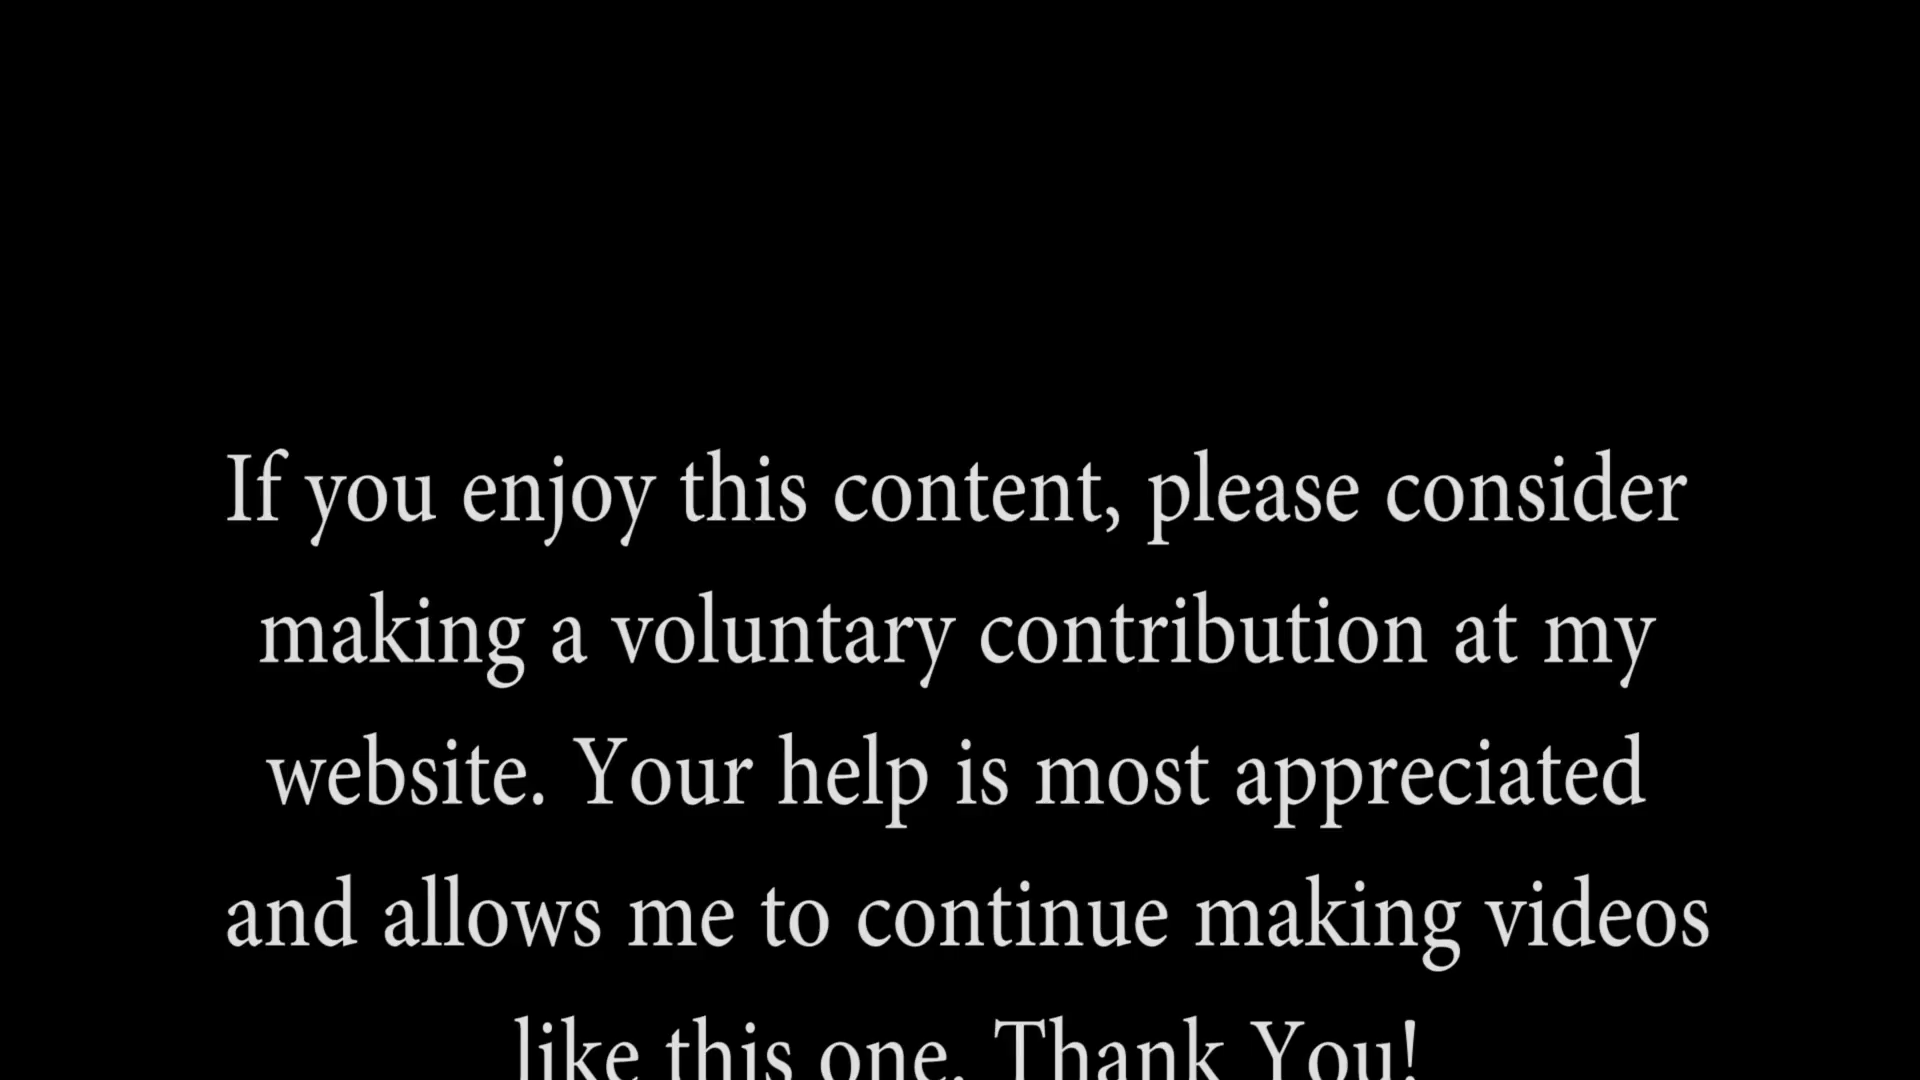 If you enjoy this content, please consider
making a voluntary contribution at my
website. Your help is most appreciated
and allows me to continue making videos
like this one. Thank You!